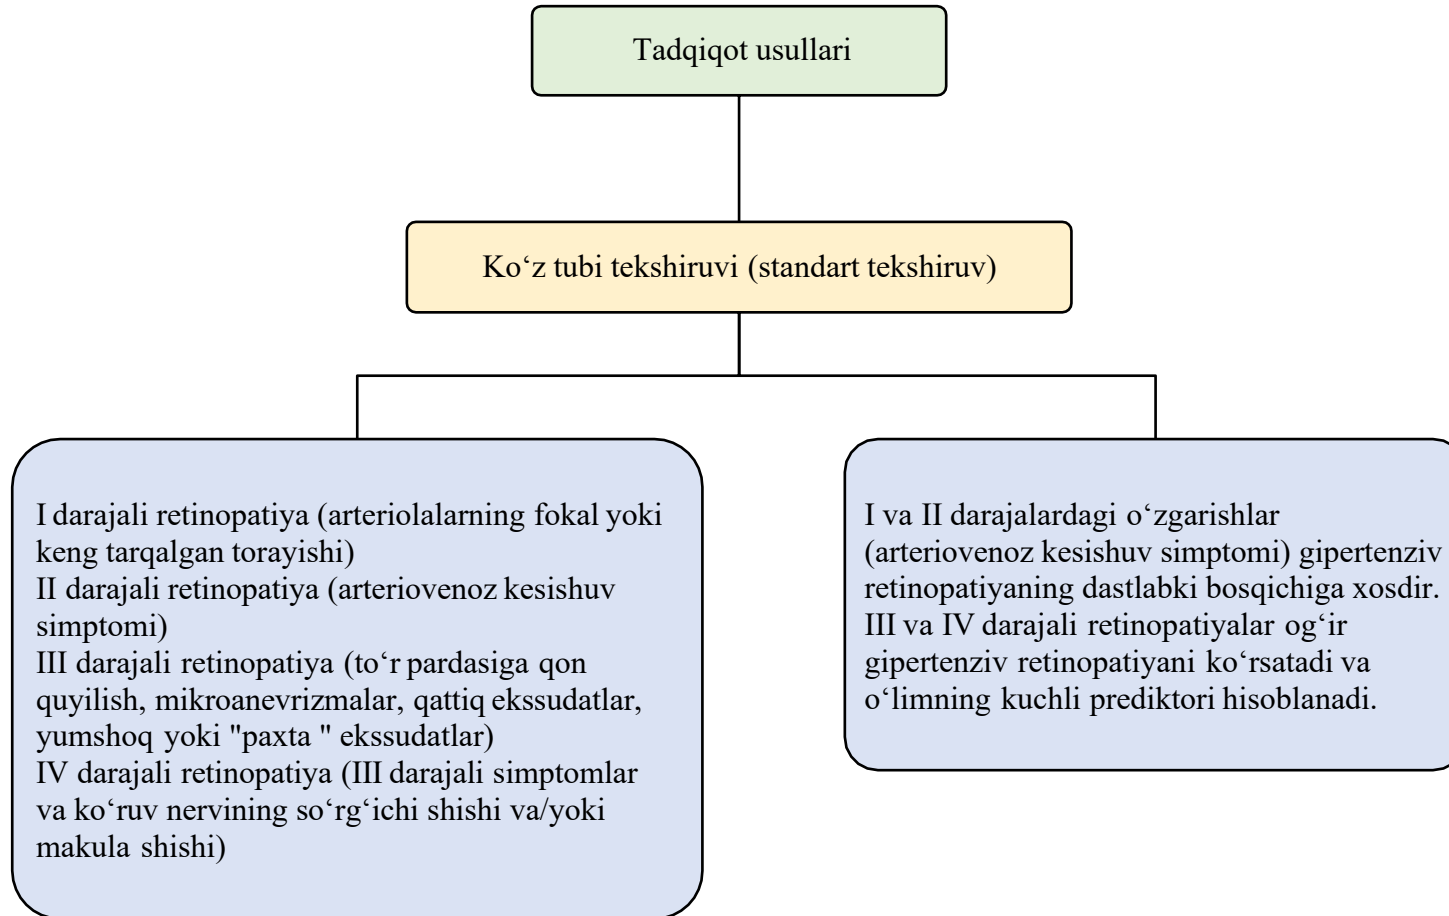 Tadqiqot usullari
Ko‘z tubi tekshiruvi (standart tekshiruv)
I darajali retinopatiya (arteriolalarning fokal yoki
keng tarqalgan torayishi)
II darajali retinopatiya (arteriovenoz kesishuv
simptomi)
III darajali retinopatiya (to‘r pardasiga qon
quyilish, mikroanevrizmalar, qattiq ekssudatlar,
yumshoq yoki "paxta " ekssudatlar)
IV darajali retinopatiya (III darajali simptomlar
va ko‘ruv nervining so‘rg‘ichi shishi va/yoki
makula shishi)
I va II darajalardagi o‘zgarishlar
(arteriovenoz kesishuv simptomi) gipertenziv
retinopatiyaning dastlabki bosqichiga xosdir.
III va IV darajali retinopatiyalar og‘ir
gipertenziv retinopatiyani ko‘rsatadi va
o‘limning kuchli prediktori hisoblanadi.